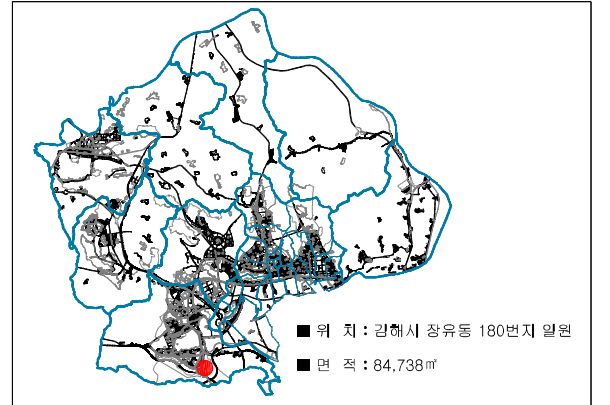 ■ 위 치 : 김해시 장유동 180번지 일원
■ 면 적 : 84,738㎡